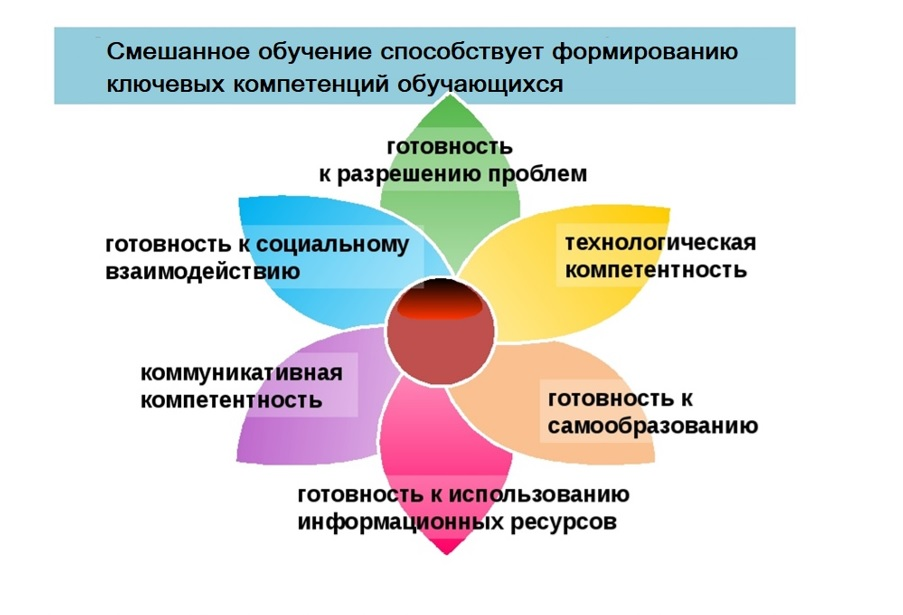 Смешанное обучение способствует формированию
ключевых компетенций обучающихся
готовность
к разрешению проблем
технологическая
компетентность
готовность к
самообразованию
готовность к использованию
информационных ресурсов
коммуникативная
компетентность
готовность к социальному
взаимодействию